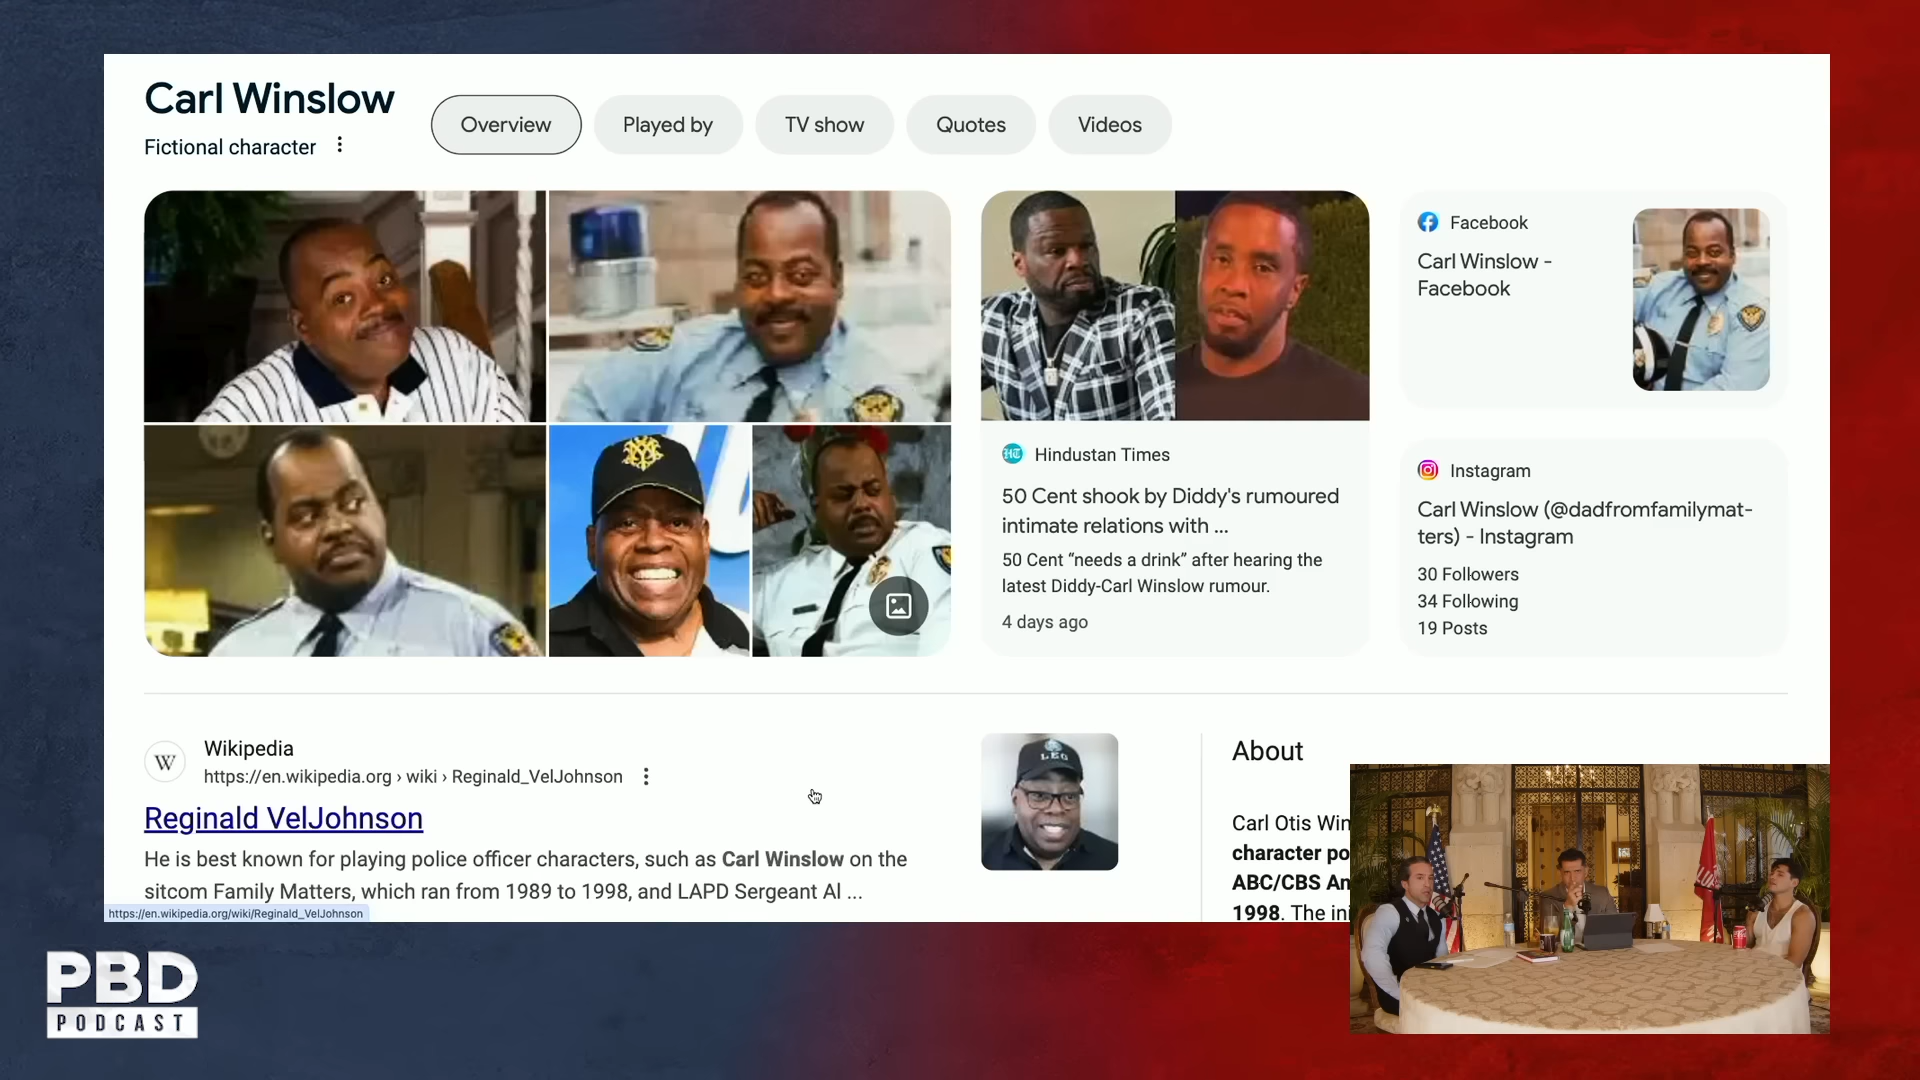 Carl Winslow
Fictional character
Overview
Played by
TV show
Quotes
Videos
Hindustan Times
50 Cent shook by Diddy's rumoured
intimate relations with ...
50 Cent “needs a drink” after hearing the
latest Diddy-Carl Winslow rumour.
4 days ago
Facebook
Carl Winslow -
Facebook
Instagram
Carl Winslow (@dadfromfamilymat-
ters) - Instagram
30 Followers
34 Following
19 Posts
W
Wikipedia
https://en.wikipedia.org › wiki › Reginald_VelJohnson
Reginald VelJohnson
He is best known for playing police officer characters, such as Carl Winslow on the
sitcom Family Matters, which ran from 1989 to 1998, and LAPD Sergeant Al ...
https://en.wikipedia.org/wiki/Reginald_VelJohnson
LEO
About
Carl Otis Win
character po
ABC/CBS An
1998. The ini
PBD
PODCAST